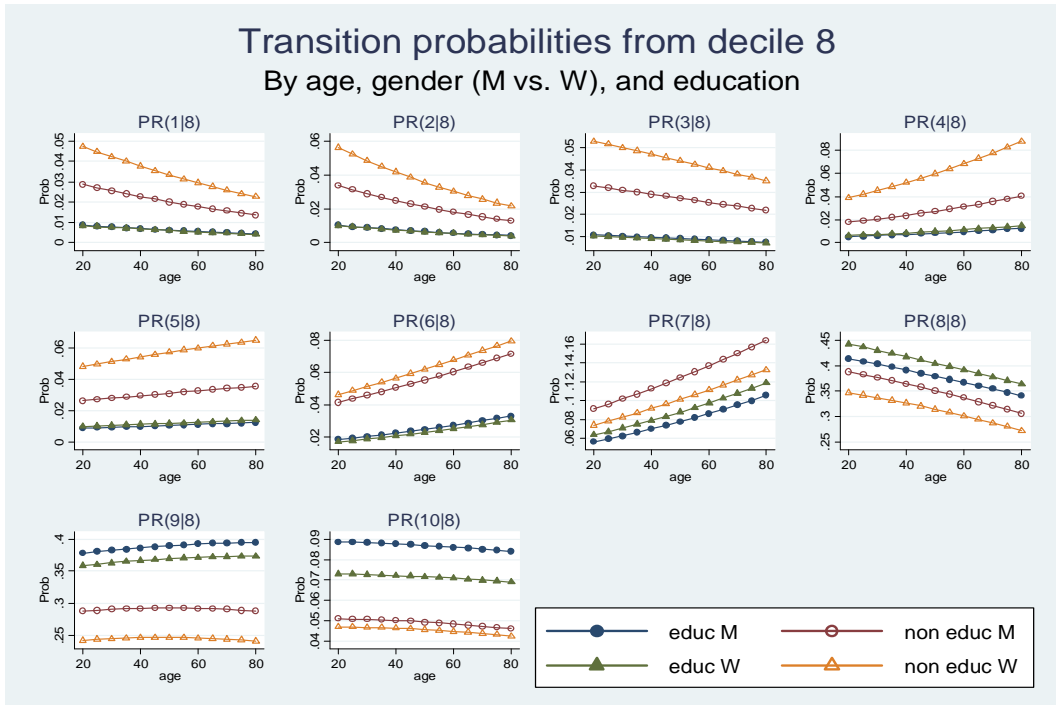 Transition probabilities from decile 8
By age, gender (M vs. W), and education
PR(1|8)
PR(2|8)
PR(3|8)
PR(4|8)
Prob
0 .01 .02 .03 .04 .05
20 40 60 80
age
Prob
0 .02 .04 .06
20 40 60 80
age
Prob
.01 .02 .03 .04 .05
20 40 60 80
age
Prob
0 .02 .04 .06 .08
20 40 60 80
age
PR(5|8)
PR(6|8)
PR(7|8)
PR(8|8)
Prob
0 .02 .04 .06
20 40 60 80
age
Prob
.02 .04 .06 .08
20 40 60 80
age
Prob
.06 .08 .1 .12 .14 .16
20 40 60 80
age
Prob
.25 .3 .35 .4 .45
20 40 60 80
age
PR(9|8)
PR(10|8)
Prob
.25 .3 .35 .4
20 40 60 80
age
Prob
.04 .05 .06 .07 .08 .09
20 40 60 80
age
educ M
non educ M
educ W
non educ W